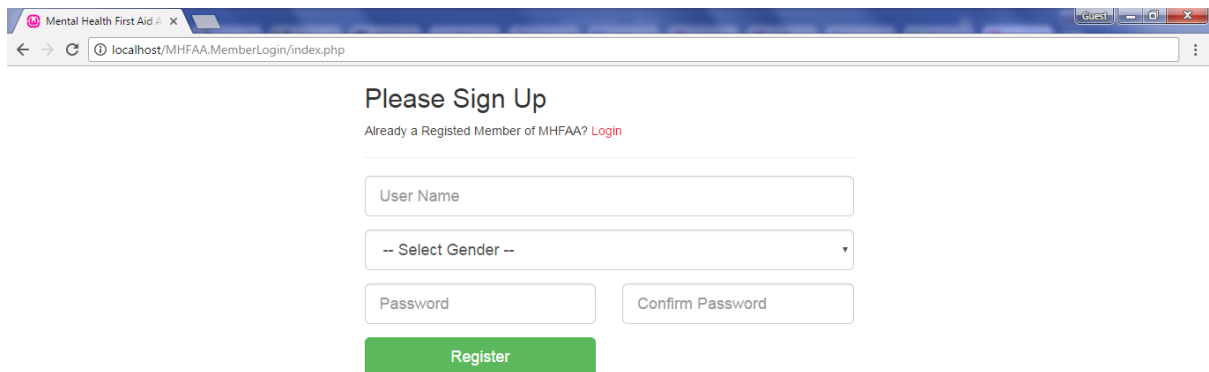 Mental Health First Aid A
Guest
localhost/MHFAA.MemberLogin/index.php
Please Sign Up
Already a Registed Member of MHFAA? Login
User Name
-- Select Gender --
Password
Confirm Password
Register